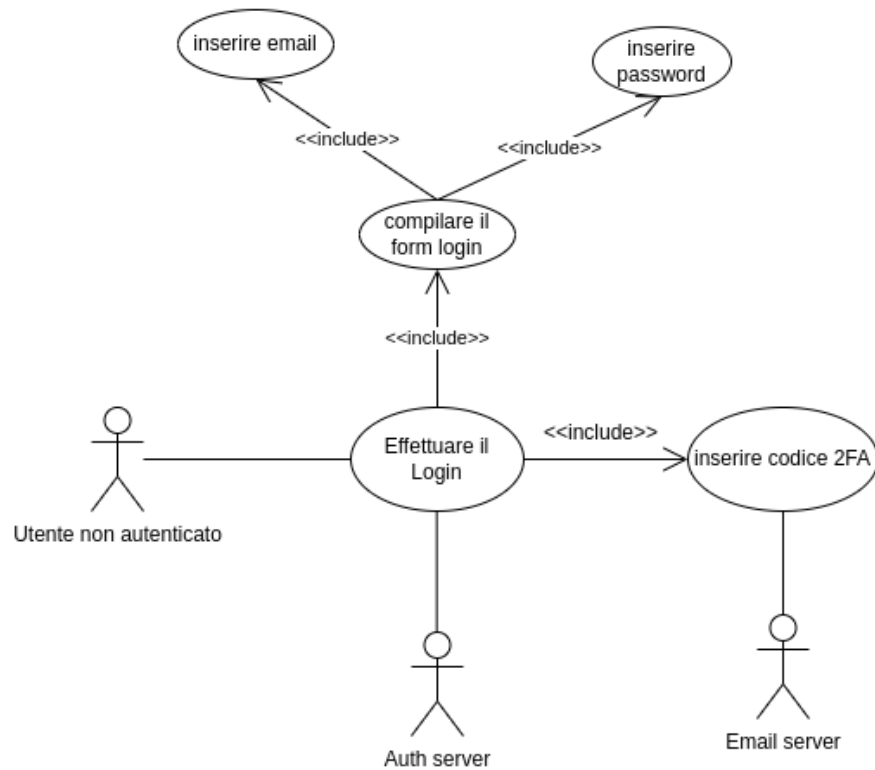 inserire email
inserire
password
<<include>>
<<include>>
compilare il
form login
<<include>>
Effettuare il
Login
<<include>>
inserire codice 2FA
Utente non autenticato
Auth server
Email server